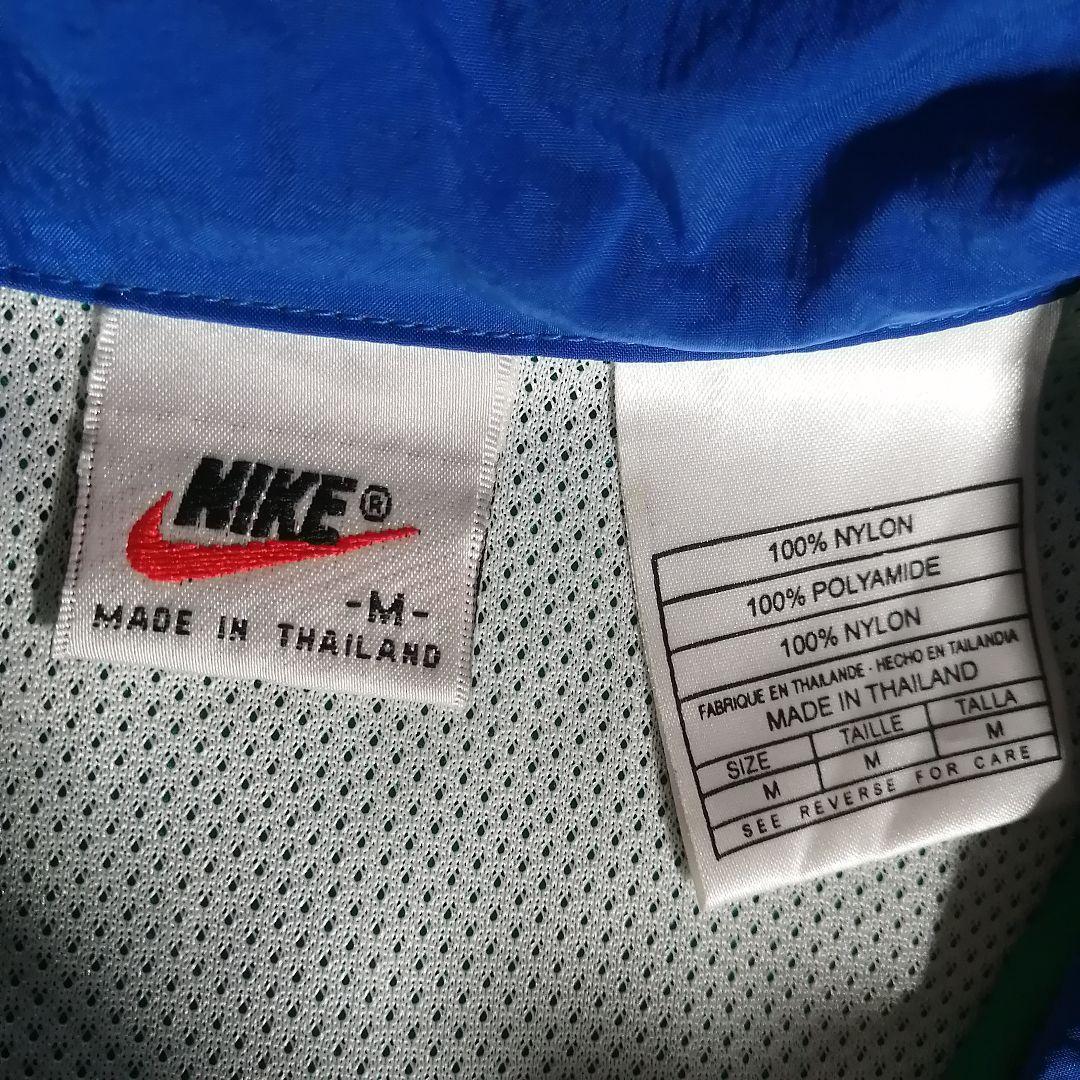 NIKE®
-M-
MADE IN THAILAND
100% NYLON
100% POLYAMIDE
100% NYLON
FABRIQUE EN THAILANDE - HECHO EN TAILANDIA
MADE IN THAILAND
SIZE TAILLE TALLA
M M M
SEE REVERSE FOR CARE